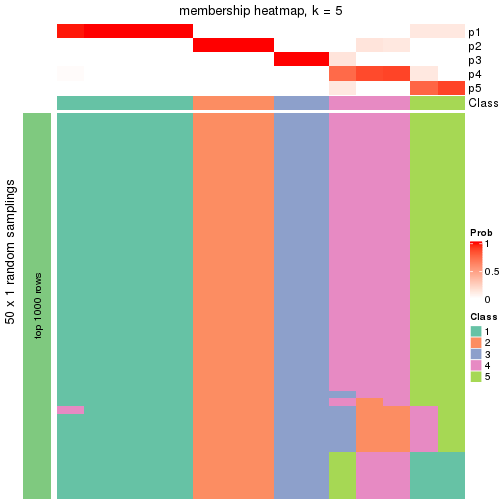 membership heatmap, k = 5
p1
p2
p3
p4
p5
Class
50 x 1 random samplings
top 1000 rows
Prob
1
0.5
0
Class
1
2
3
4
5